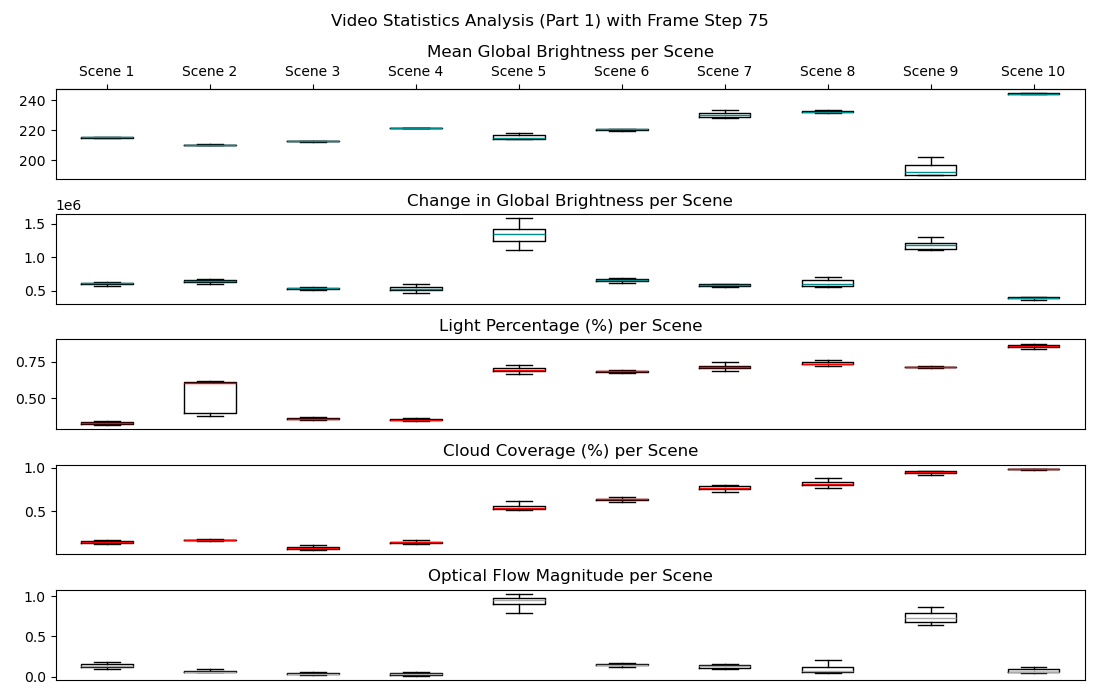 Video Statistics Analysis (Part 1) with Frame Step 75
Mean Global Brightness per Scene
Scene 1 Scene 2 Scene 3 Scene 4 Scene 5 Scene 6 Scene 7 Scene 8 Scene 9 Scene 10
240
220
200
Change in Global Brightness per Scene
1e6
1.5
1.0
0.5
Light Percentage (%) per Scene
0.75
0.50
Cloud Coverage (%) per Scene
1.0
0.5
Optical Flow Magnitude per Scene
1.0
0.5
0.0